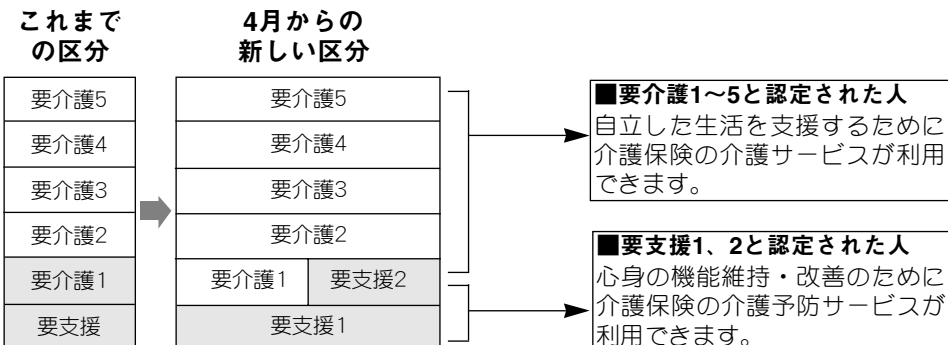 これまで
の区分
4月からの
新しい区分
要介護5
要介護4
要介護3
要介護2
要介護1
要支援
要介護5
要介護4
要介護3
要介護2
要介護1 要支援2
要支援1
■要介護1～5と認定された人
自立した生活を支援するために
介護保険の介護サービスが利用
できます。
■要支援1、2と認定された人
心身の機能維持・改善のために
介護保険の介護予防サービスが
利用できます。